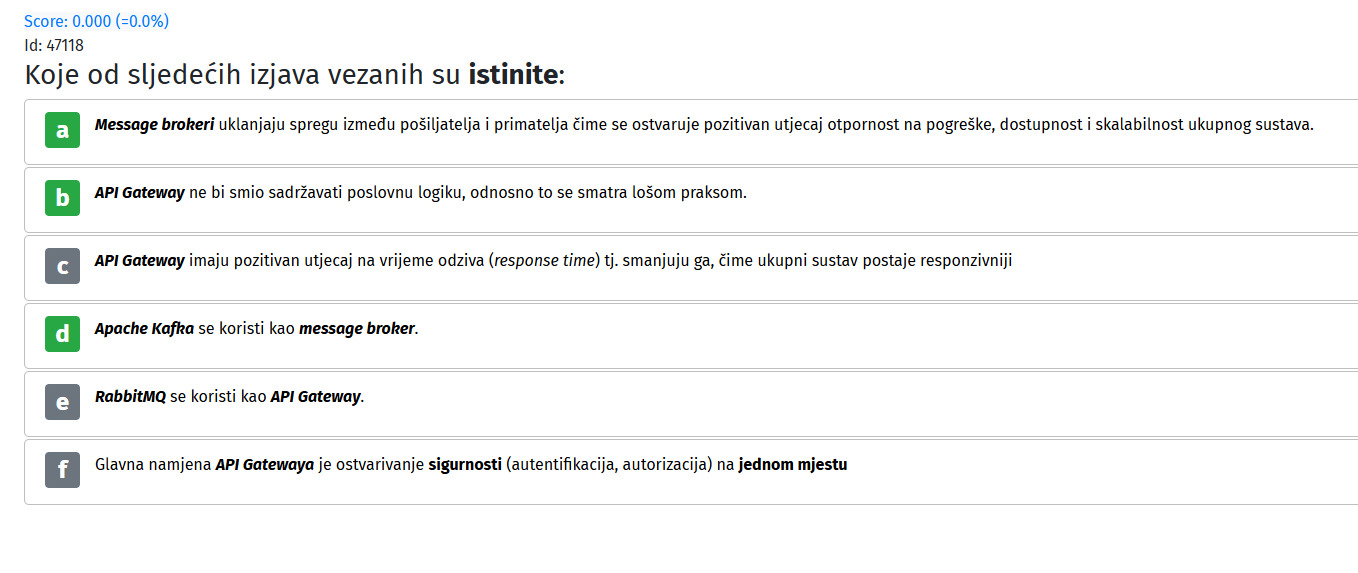 Score: 0.000 (=0.0%)
Id: 47118
Koje od sljedećih izjava vezanih su istinite:
a Message brokeri uklanjaju spregu između pošiljatelja i primatelja čime se ostvaruje pozitivan utjecaj otpornost na pogreške, dostupnost i skalabilnost ukupnog sustava.
b API Gateway ne bi smio sadržavati poslovnu logiku, odnosno to se smatra lošom praksom.
c API Gateway imaju pozitivan utjecaj na vrijeme odziva (response time) tj. smanjuju ga, čime ukupni sustav postaje responzivniji
d Apache Kafka se koristi kao message broker.
e RabbitMQ se koristi kao API Gateway.
f Glavna namjena API Gatewaya je ostvarivanje sigurnosti (autentifikacija, autorizacija) na jednom mjestu